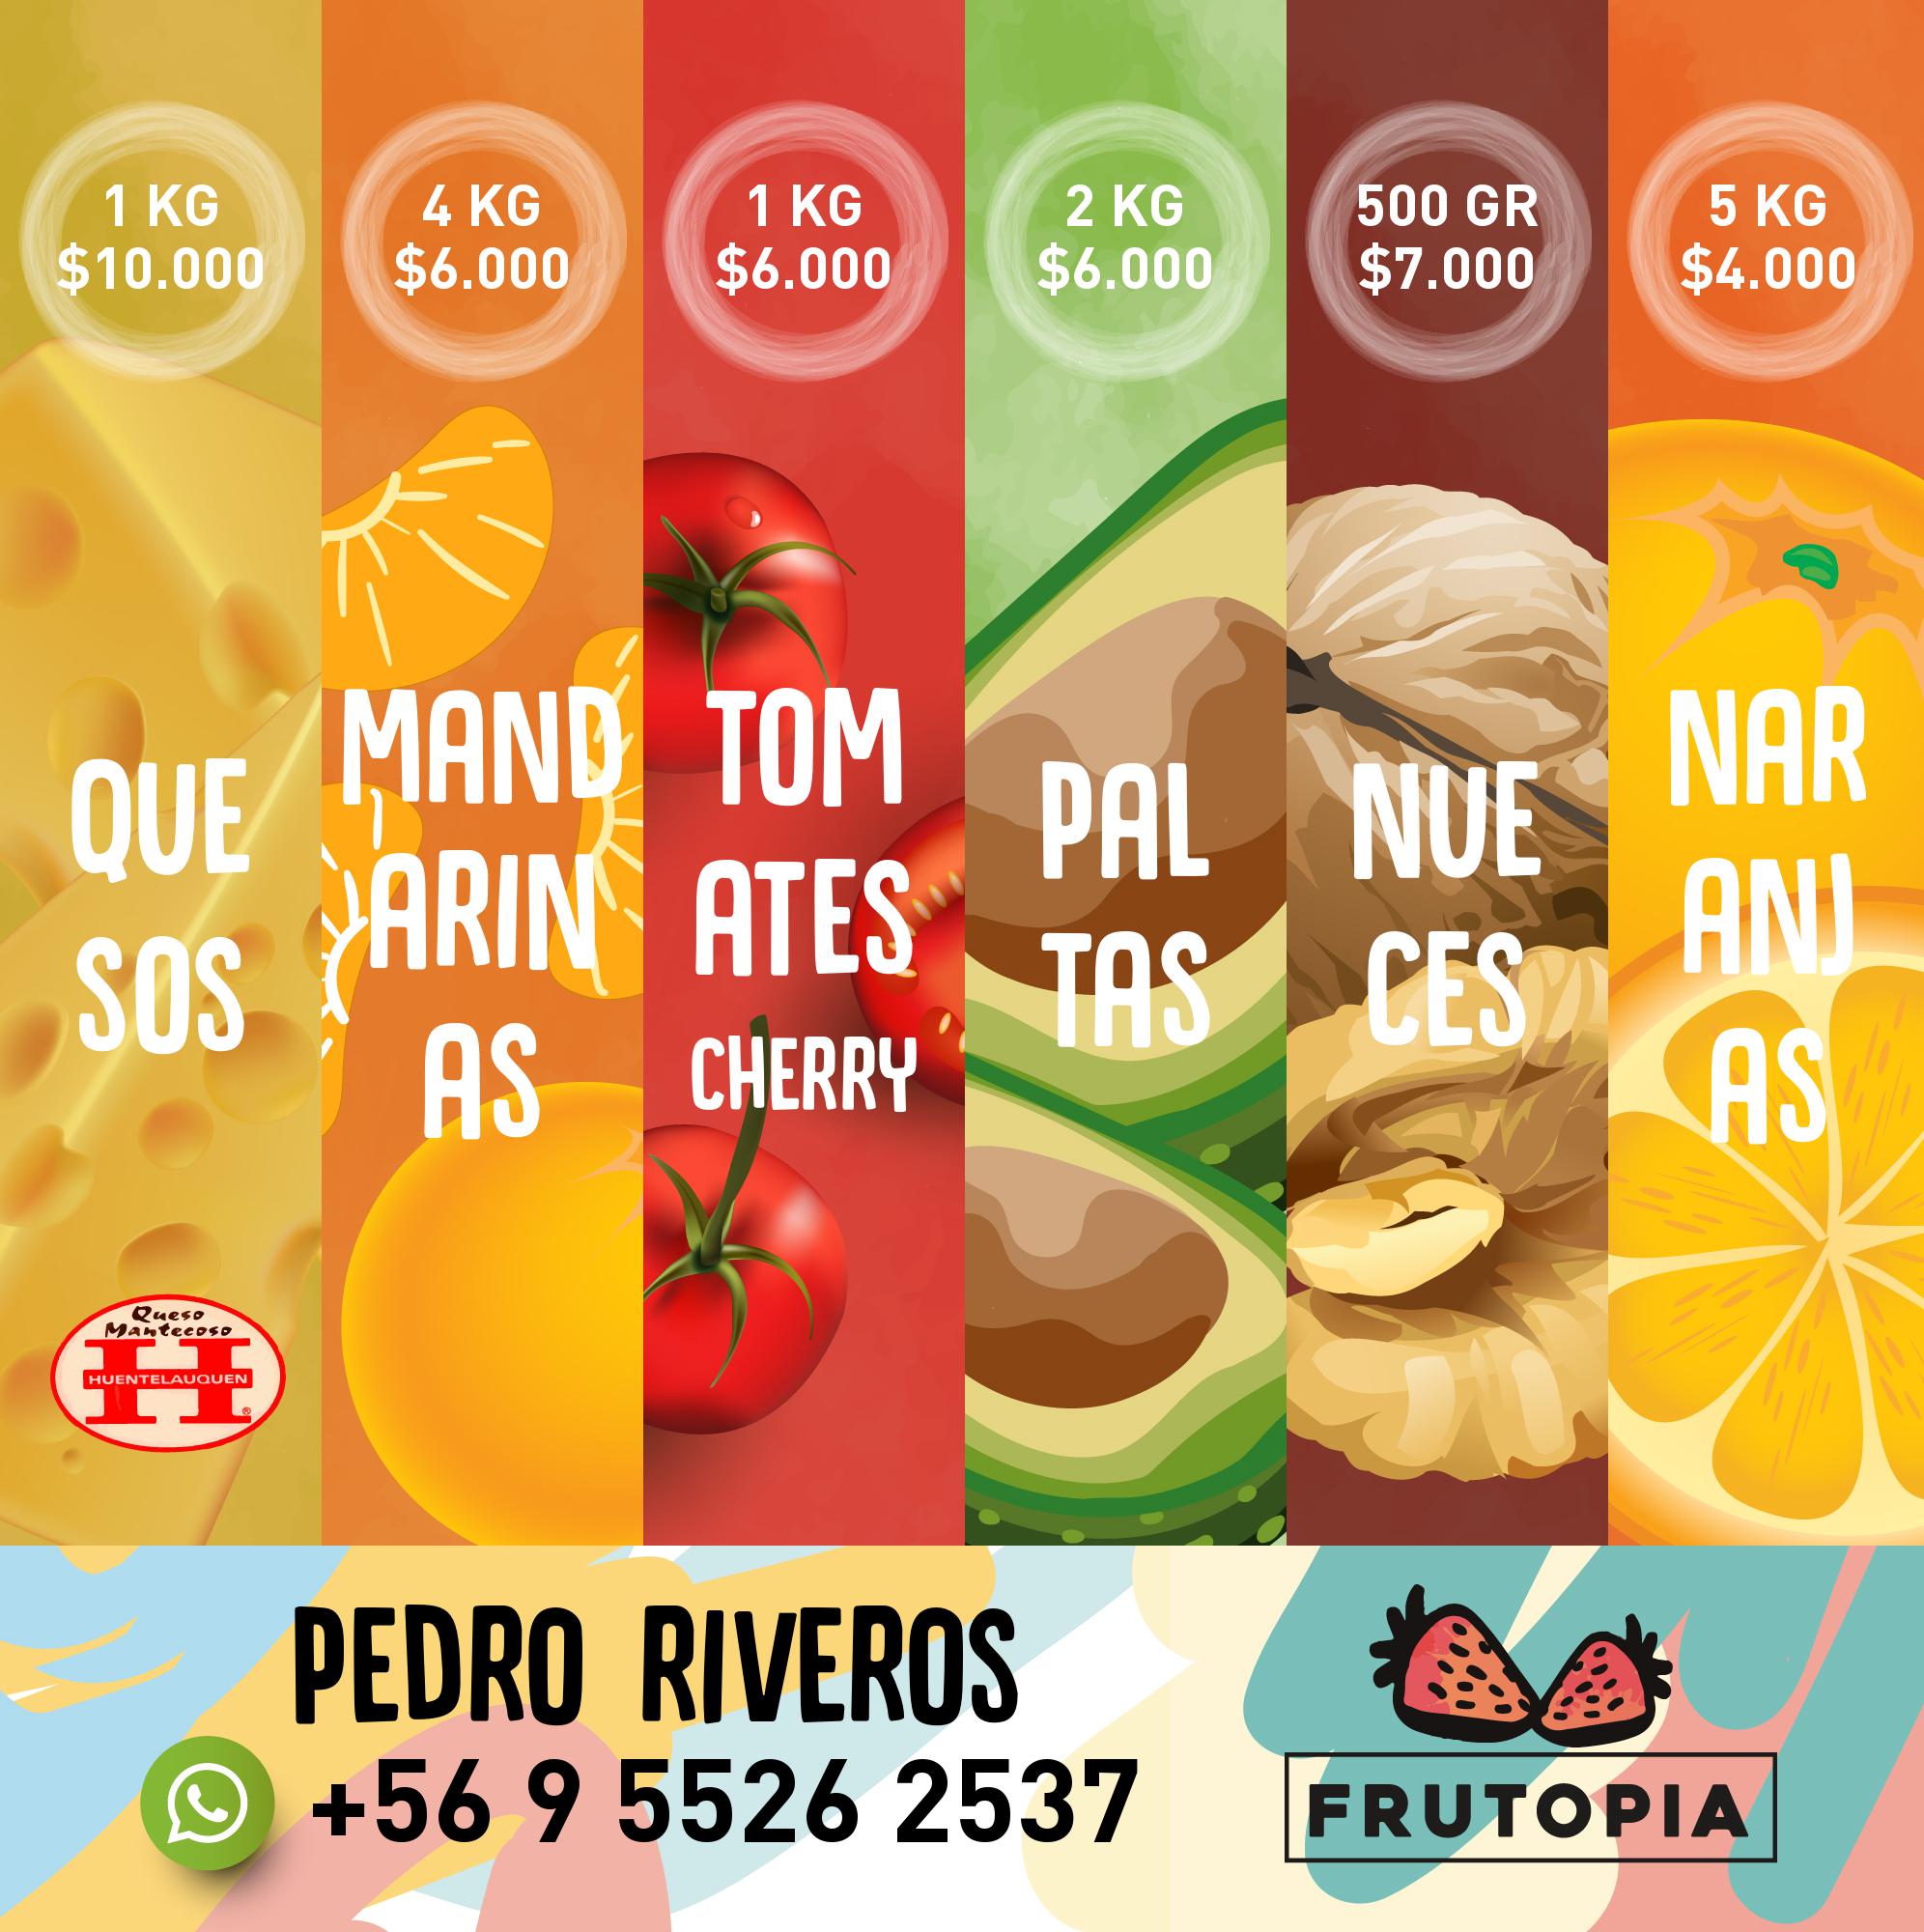 1 KG
$10.000
QUE
SOS
Queso
Mantecoso
H
HUENTELAUQUEN
®
4 KG
$6.000
MAND
ARIN
AS
1 KG
$6.000
TOM
ATES
CHERRY
2 KG
$6.000
PAL
TAS
500 GR
$7.000
NUE
CES
5 KG
$4.000
NAR
ANJ
AS
PEDRO RIVEROS
+56 9 5526 2537
FRUTOPIA